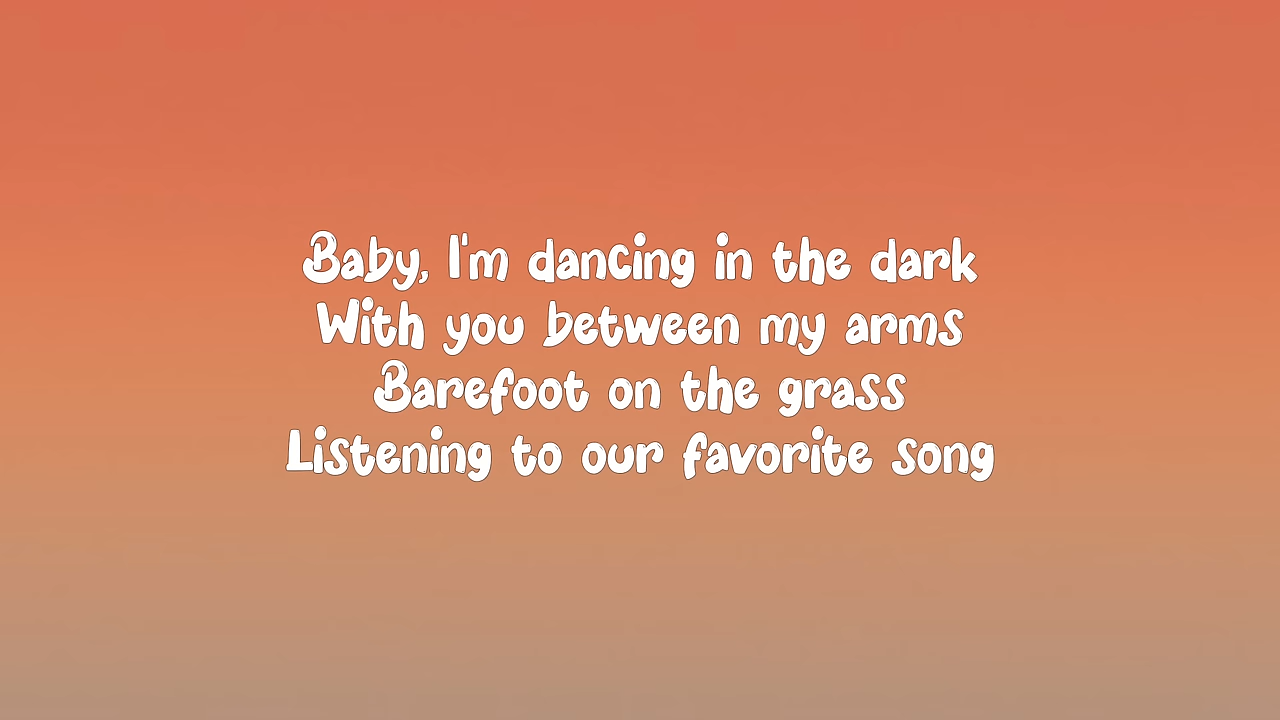 Baby, I'm dancing in the dark
With you between my arms
Barefoot on the grass
Listening to our favorite song